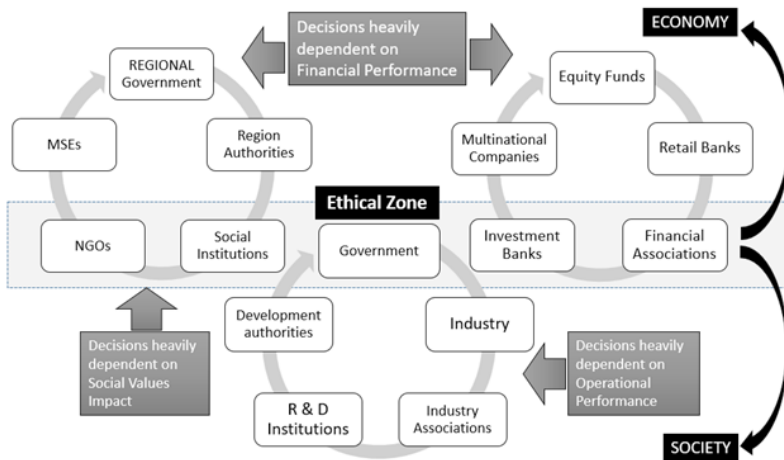 Decisions heavily
dependent on
Financial Performance
ECONOMY
REGIONAL
Government
Equity Funds
MSEs
Region
Authorities
Multinational
Companies
Retail Banks
Ethical Zone
NGOs
Social
Institutions
Government
Investment
Banks
Financial
Associations
Decisions heavily
dependent on
Social Values
Impact
Development
authorities
Industry
Decisions heavily
dependent on
Operational
Performance
R & D
Institutions
Industry
Associations
SOCIETY